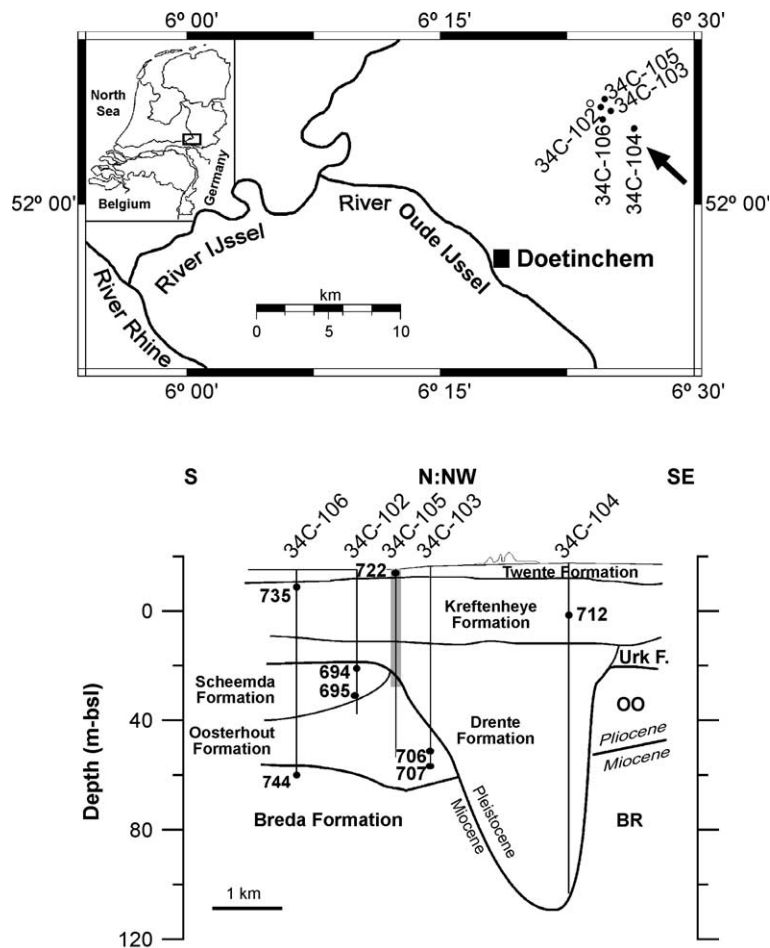 6º 00'
6º 15'
6º 30'
North
Sea
Germany
Belgium
34C-105
34C-103
34C-102
34C-106
34C-104
52º 00'
52º 00'
River
Oude IJssel
River IJssel
Doetinchem
River Rhine
km
0
5
10
6º 00'
6º 15'
6º 30'
S
N:NW
SE
34C-106
34C-102
34C-105
34C-103
34C-104
722
Twente Formation
735
Kreftenheye
Formation
712
0
Urk F.
694
Scheemda
Formation
695
OO
40
Drente
Formation
Oosterhout
Formation
Pliocene
Miocene
706
707
744
Depth (m-bsl)
Breda Formation
Pleistocene
Miocene
BR
80
1 km
120